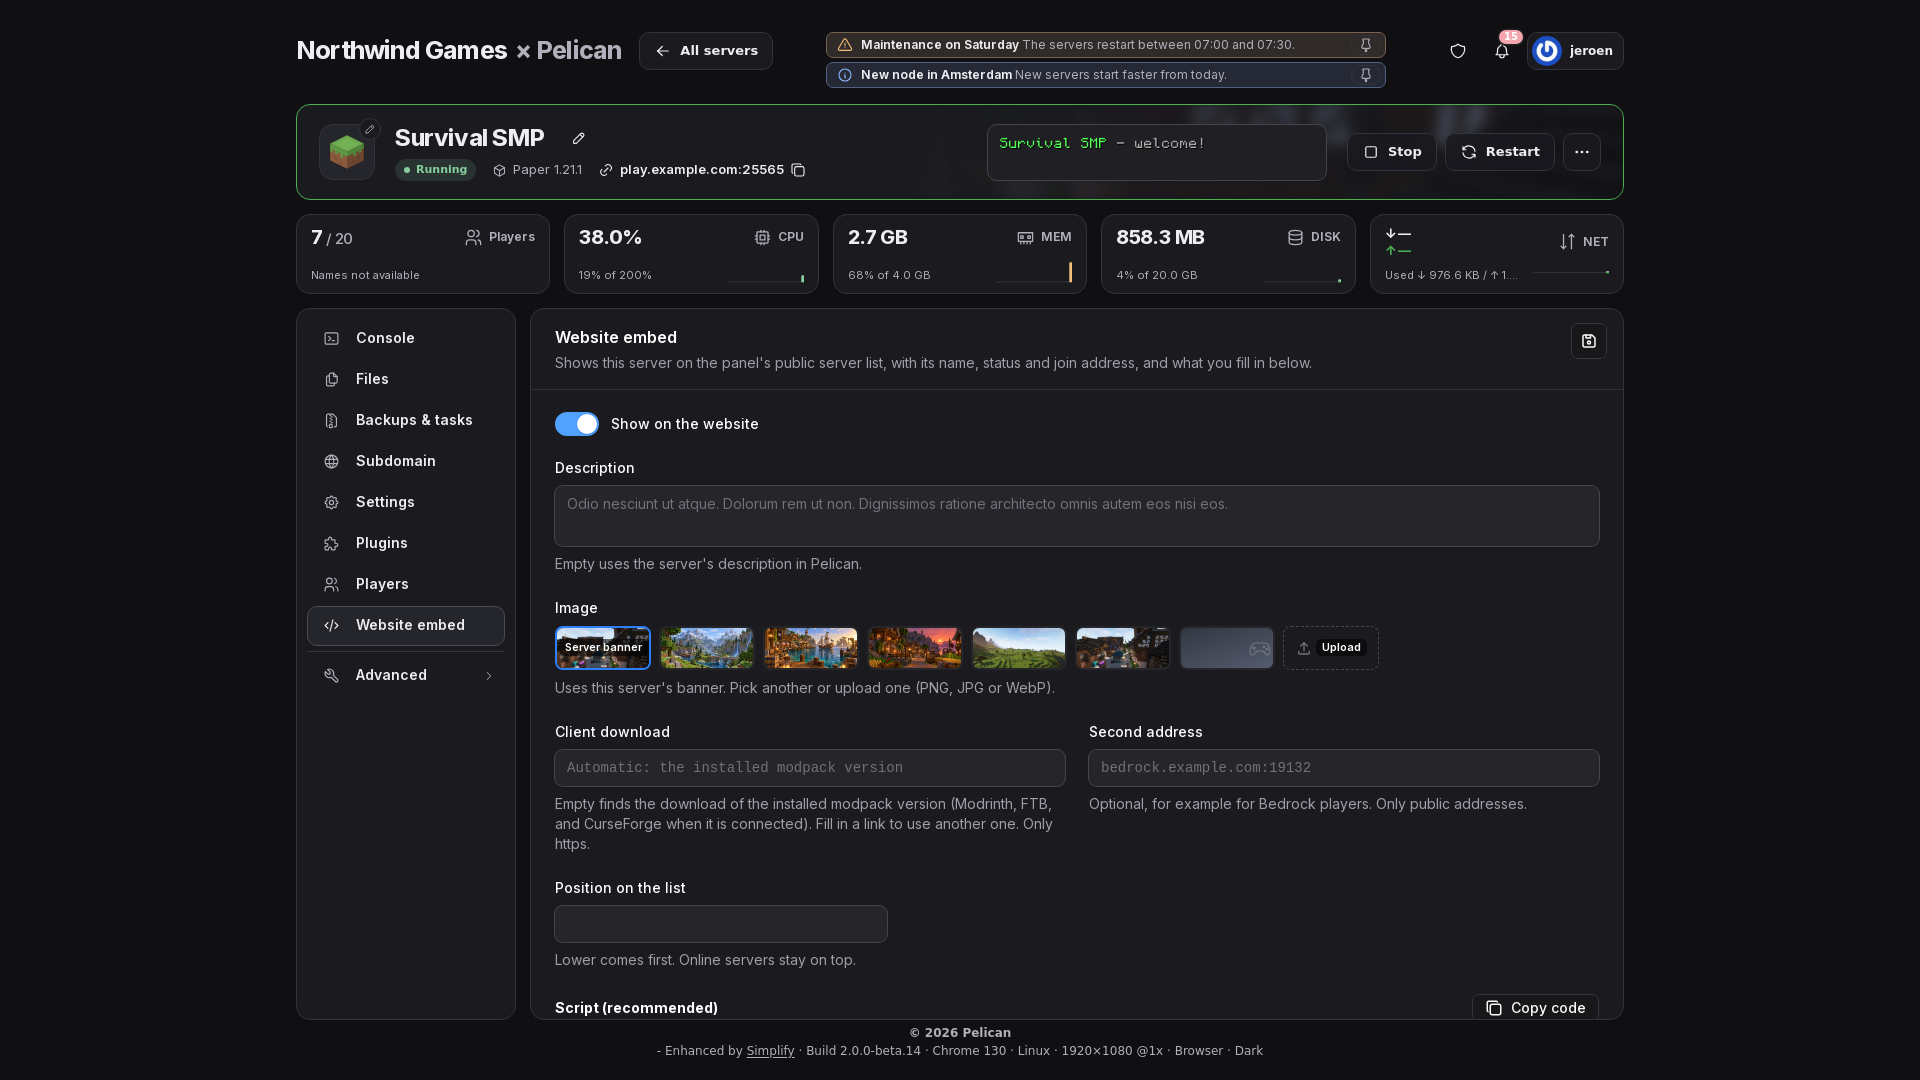 Northwind Games × Pelican
All servers
Maintenance on Saturday The servers restart between 07:00 and 07:30.
New node in Amsterdam New servers start faster from today.
15
jeroen
Survival SMP
Running
Paper 1.21.1
play.example.com:25565
Survival SMP - welcome!
Stop
Restart
7 / 20
Players
Names not available
38.0%
CPU
19% of 200%
2.7 GB
MEM
68% of 4.0 GB
858.3 MB
DISK
4% of 20.0 GB
↓—
↑—
NET
Used ↓ 976.6 KB / ↑ 1....
Console
Files
Backups & tasks
Subdomain
Settings
Plugins
Players
Website embed
Advanced
Website embed
Shows this server on the panel's public server list, with its name, status and join address, and what you fill in below.
Show on the website
Description
Odio nesciunt ut atque. Dolorum rem ut non. Dignissimos ratione architecto omnis autem eos nisi eos.
Empty uses the server's description in Pelican.
Image
Server banner
Upload
Uses this server's banner. Pick another or upload one (PNG, JPG or WebP).
Client download
Automatic: the installed modpack version
Empty finds the download of the installed modpack version (Modrinth, FTB,
and CurseForge when it is connected). Fill in a link to use another one. Only
https.
Second address
bedrock.example.com:19132
Optional, for example for Bedrock players. Only public addresses.
Position on the list
Lower comes first. Online servers stay on top.
Script (recommended)
Copy code
© 2026 Pelican
- Enhanced by Simplify · Build 2.0.0-beta.14 · Chrome 130 · Linux · 1920×1080 @1x · Browser · Dark